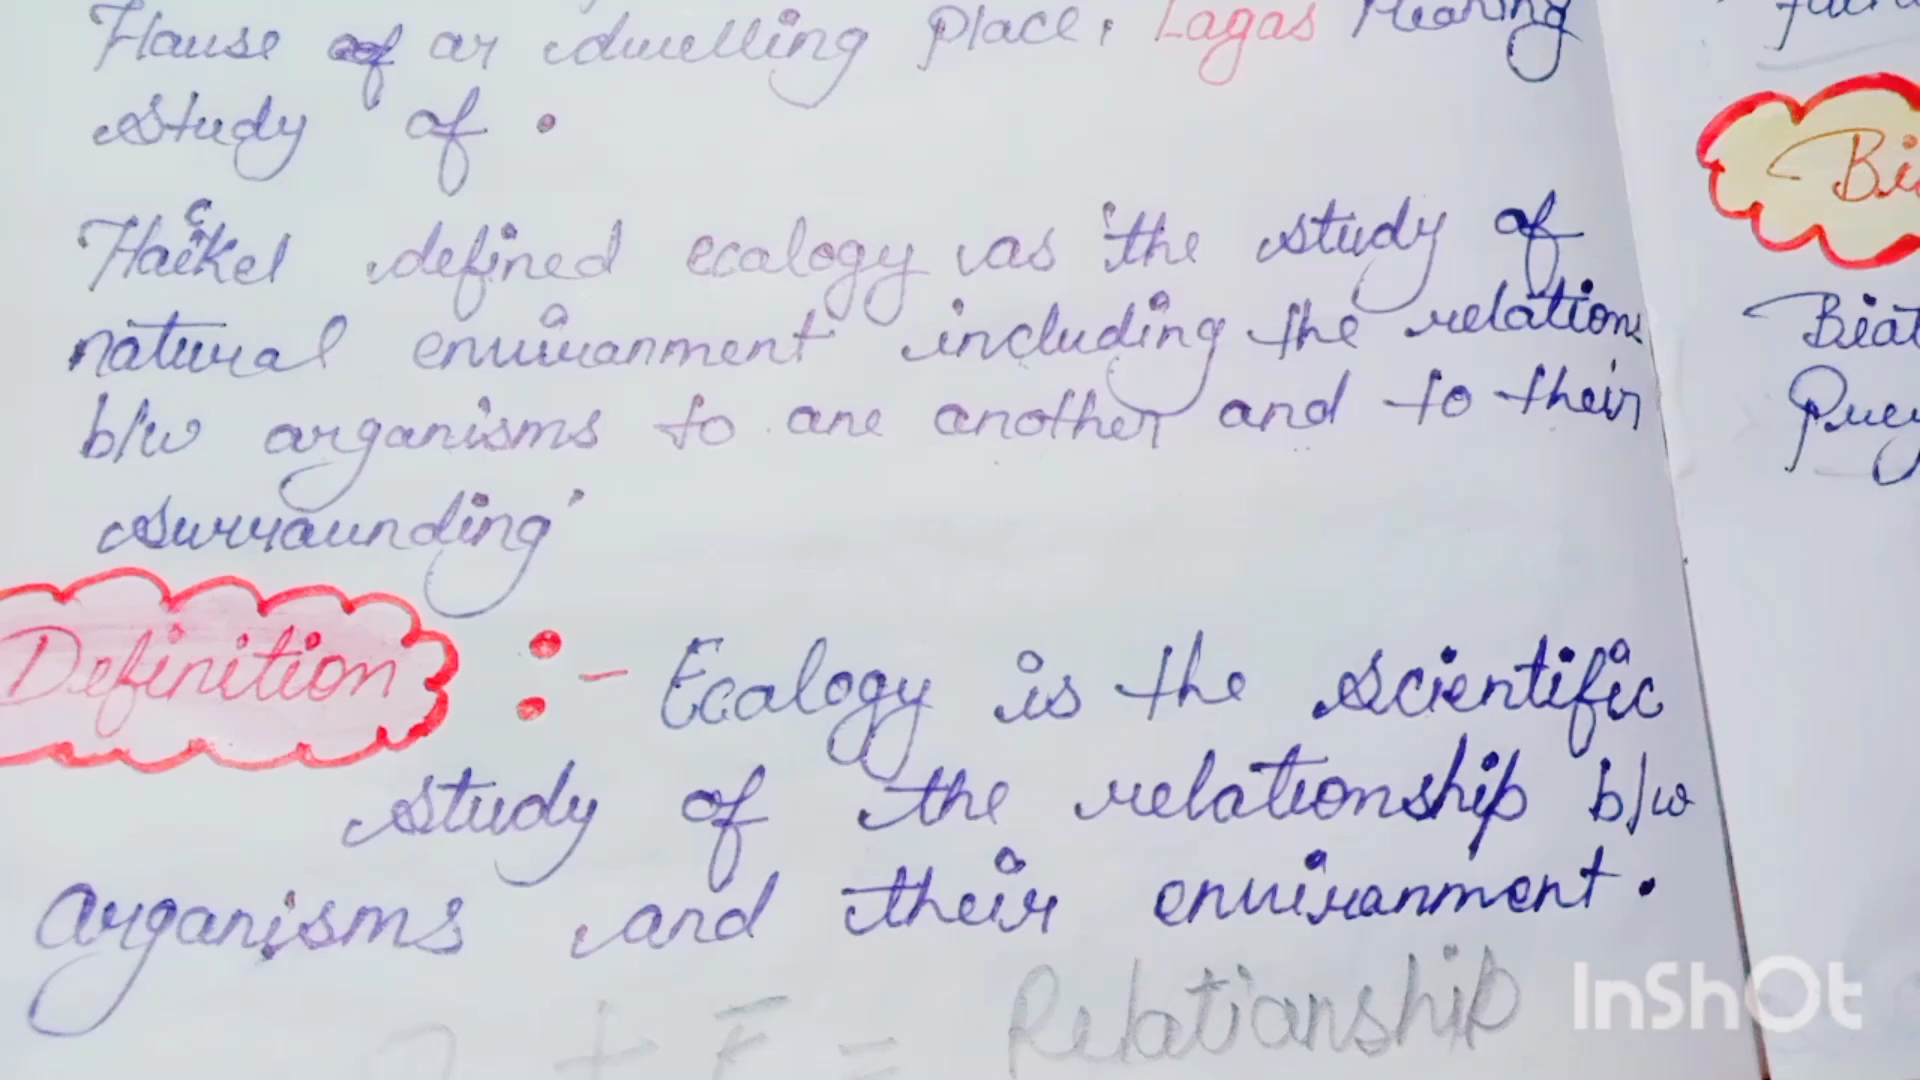 House of or dwelling place, Logos Meaning
study of .
Haeckel defined ecology as 'the study of
natural environment including the relations
b/w organisms to one another and to their
surrounding'
Definition :- Ecology is the scientific
study of the relationship b/w
Organisms and their environment.
+ E = Relationship
Bi
Biot
Prey
InShOt